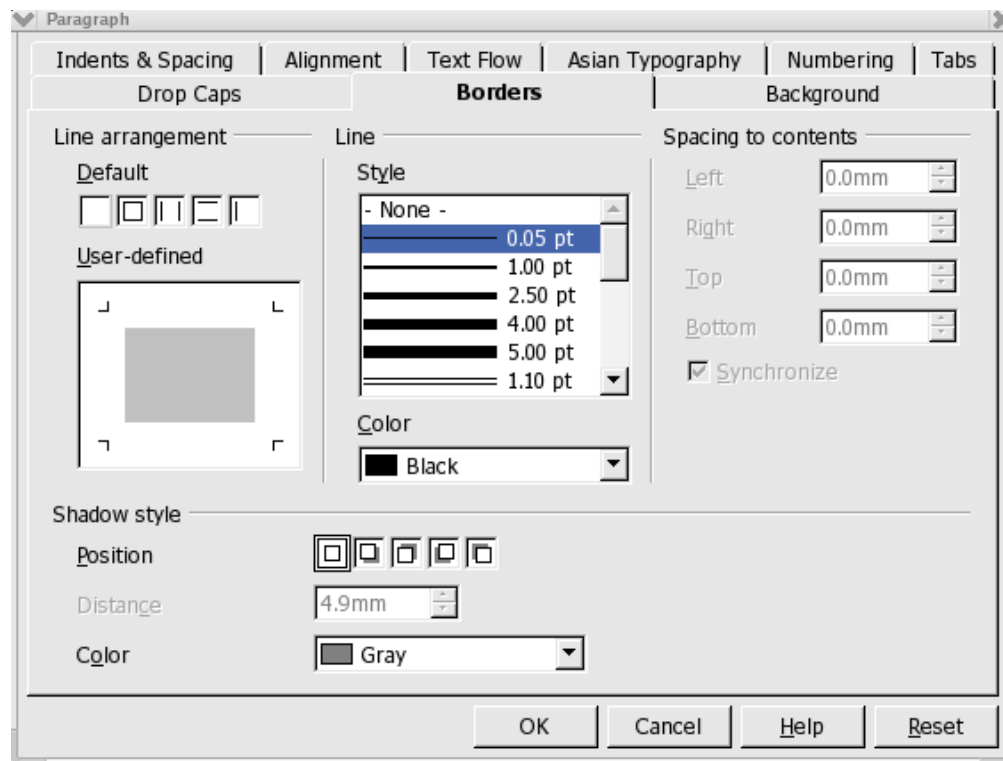 Paragraph
Indents & Spacing
Alignment
Text Flow
Asian Typography
Numbering
Tabs
Drop Caps
Borders
Background
Line arrangement
Default
User-defined
Line
Style
- None -
0.05 pt
1.00 pt
2.50 pt
4.00 pt
5.00 pt
1.10 pt
Color
Black
Spacing to contents
Left 0.0mm
Right 0.0mm
Top 0.0mm
Bottom 0.0mm
Synchronize
Shadow style
Position
Distance 4.9mm
Color Gray
OK
Cancel
Help
Reset